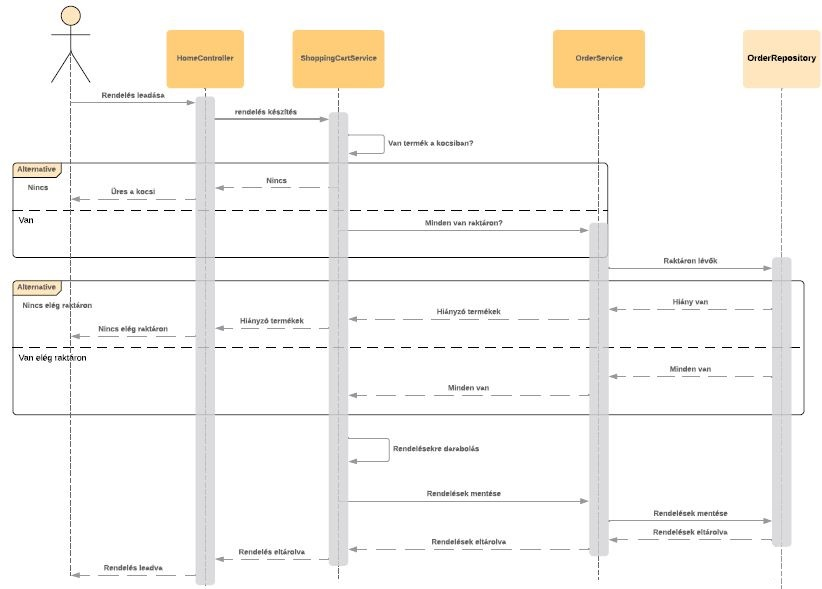 HomeController
ShoppingCartService
OrderService
OrderRepository
Rendelés leadása
rendelés készítés
Van termék a kocsiban?
Alternative
Nincs
Nincs
Üres a kocsi
Van
Minden van raktáron?
Raktáron lévők
Alternative
Nincs elég raktáron
Hiány van
Hiányzó termékek
Hiányzó termékek
Nincs elég raktáron
Van elég raktáron
Minden van
Minden van
Rendelésekre darabolás
Rendelések mentése
Rendelések mentése
Rendelések eltárolva
Rendelések eltárolva
Rendelés eltárolva
Rendelés leadva